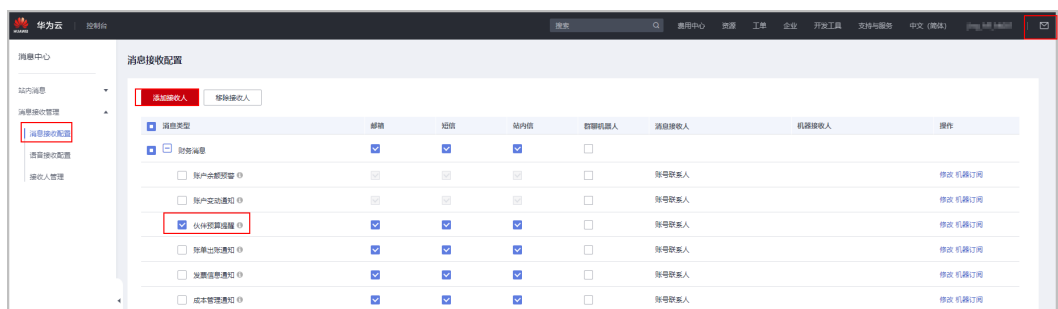 HUAWEI 华为云 控制台 搜索 费用中心 资源 工单 企业 开发工具 支持与服务 中文 (简体)
消息中心
消息接收配置
站内消息
添加接收人 移除接收人
消息接收管理
消息接收配置
消息类型 邮箱 短信 站内信 群聊机器人 消息接收人 机器接收人 操作
语音接收配置
财务消息
接收人管理
账户余额预警 账号联系人 修改 机器订阅
账户变动通知 账号联系人 修改 机器订阅
伙伴预算提醒 账号联系人 修改 机器订阅
账单出账通知 账号联系人 修改 机器订阅
发票信息通知 账号联系人 修改 机器订阅
成本管理通知 账号联系人 修改 机器订阅